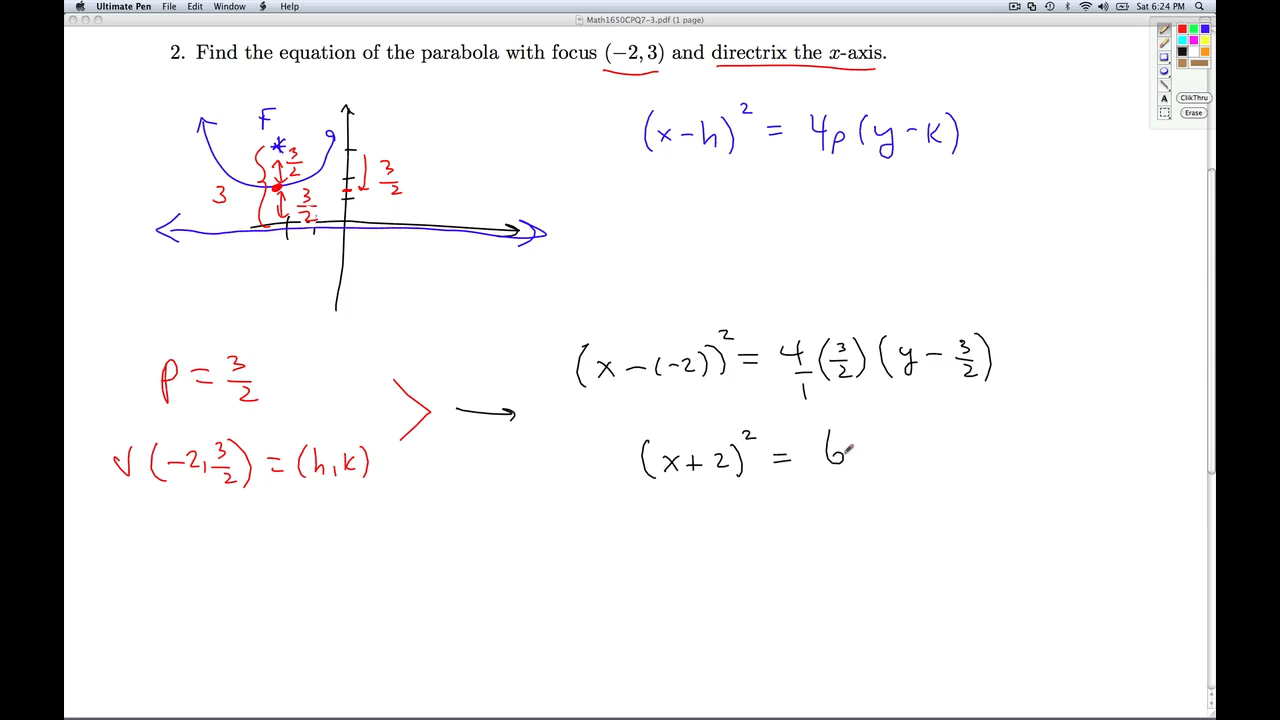 Ultimate Pen File Edit Window Help Sat 6:24 PM
Math1650CPQ7-3.pdf (1 page)
2. Find the equation of the parabola with focus (−2, 3) and directrix the x-axis.
ClikThru
Erase
A
F
3
3/2
3/2
3/2
(x-h)² = 4p(y-k)
p = 3/2
V(-2, 3/2) = (h, k)
(x-(-2))² = 4/1 (3/2) (y - 3/2)
(x+2)² = 6